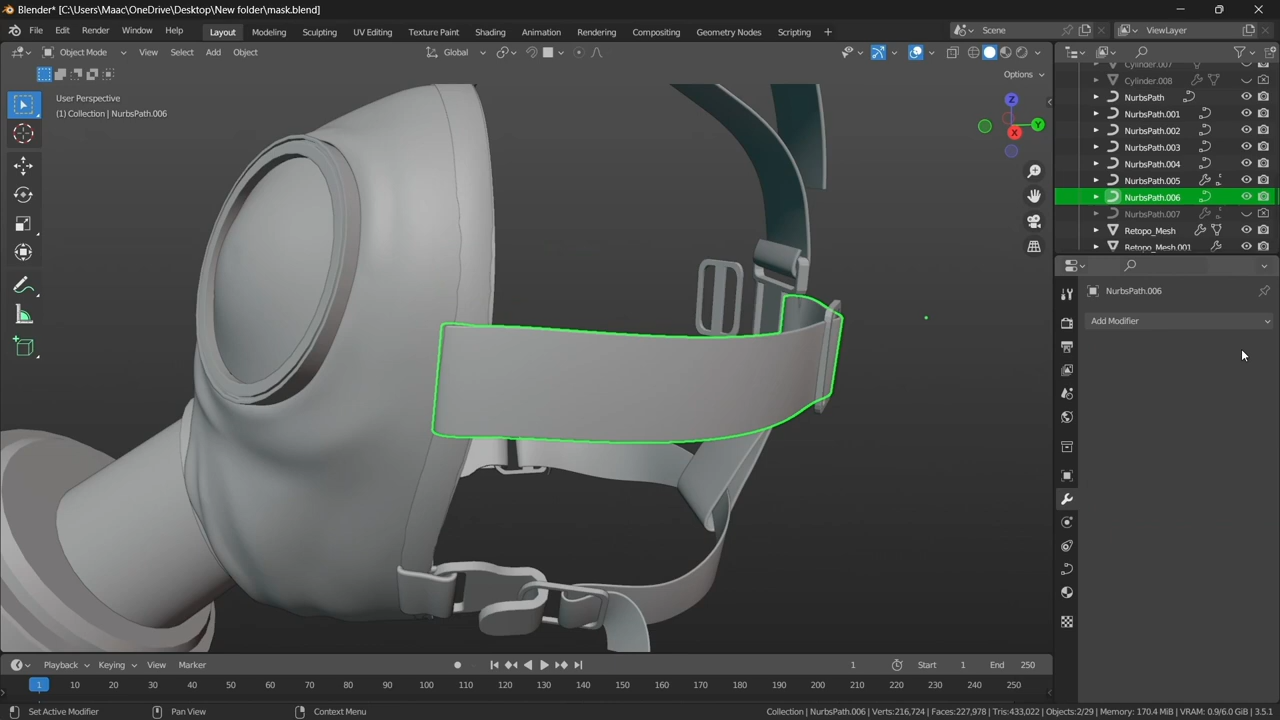 Blender* [C:\Users\Maac\OneDrive\Desktop\New folder\mask.blend]
File Edit Render Window Help Layout Modeling Sculpting UV Editing Texture Paint Shading Animation Rendering Compositing Geometry Nodes Scripting + Scene ViewLayer
Object Mode View Select Add Object Global
Options
User Perspective
(1) Collection | NurbsPath.006
Z
Y
X
Cylinder.007
Cylinder.008
NurbsPath
NurbsPath.001
NurbsPath.002
NurbsPath.003
NurbsPath.004
NurbsPath.005
NurbsPath.006
NurbsPath.007
Retopo_Mesh
Retopo_Mesh.001
NurbsPath.006
Add Modifier
Playback Keying View Marker 1 Start 1 End 250
1 10 20 30 40 50 60 70 80 90 100 110 120 130 140 150 160 170 180 190 200 210 220 230 240 250
Set Active Modifier Pan View Context Menu Collection | NurbsPath.006 | Verts:216,724 | Faces:227,978 | Tris:433,022 | Objects:2/29 | Memory: 170.4 MiB | VRAM: 0.9/6.0 GiB | 3.5.1